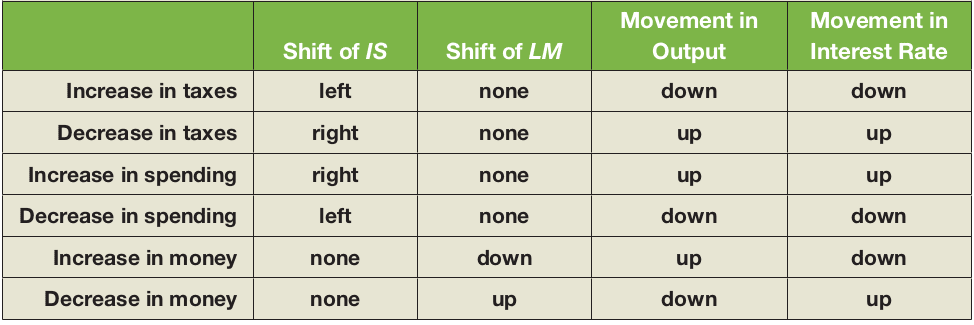 Shift of IS Shift of LM Movement in Output Movement in Interest Rate
Increase in taxes left none down down
Decrease in taxes right none up up
Increase in spending right none up up
Decrease in spending left none down down
Increase in money none down up down
Decrease in money none up down up